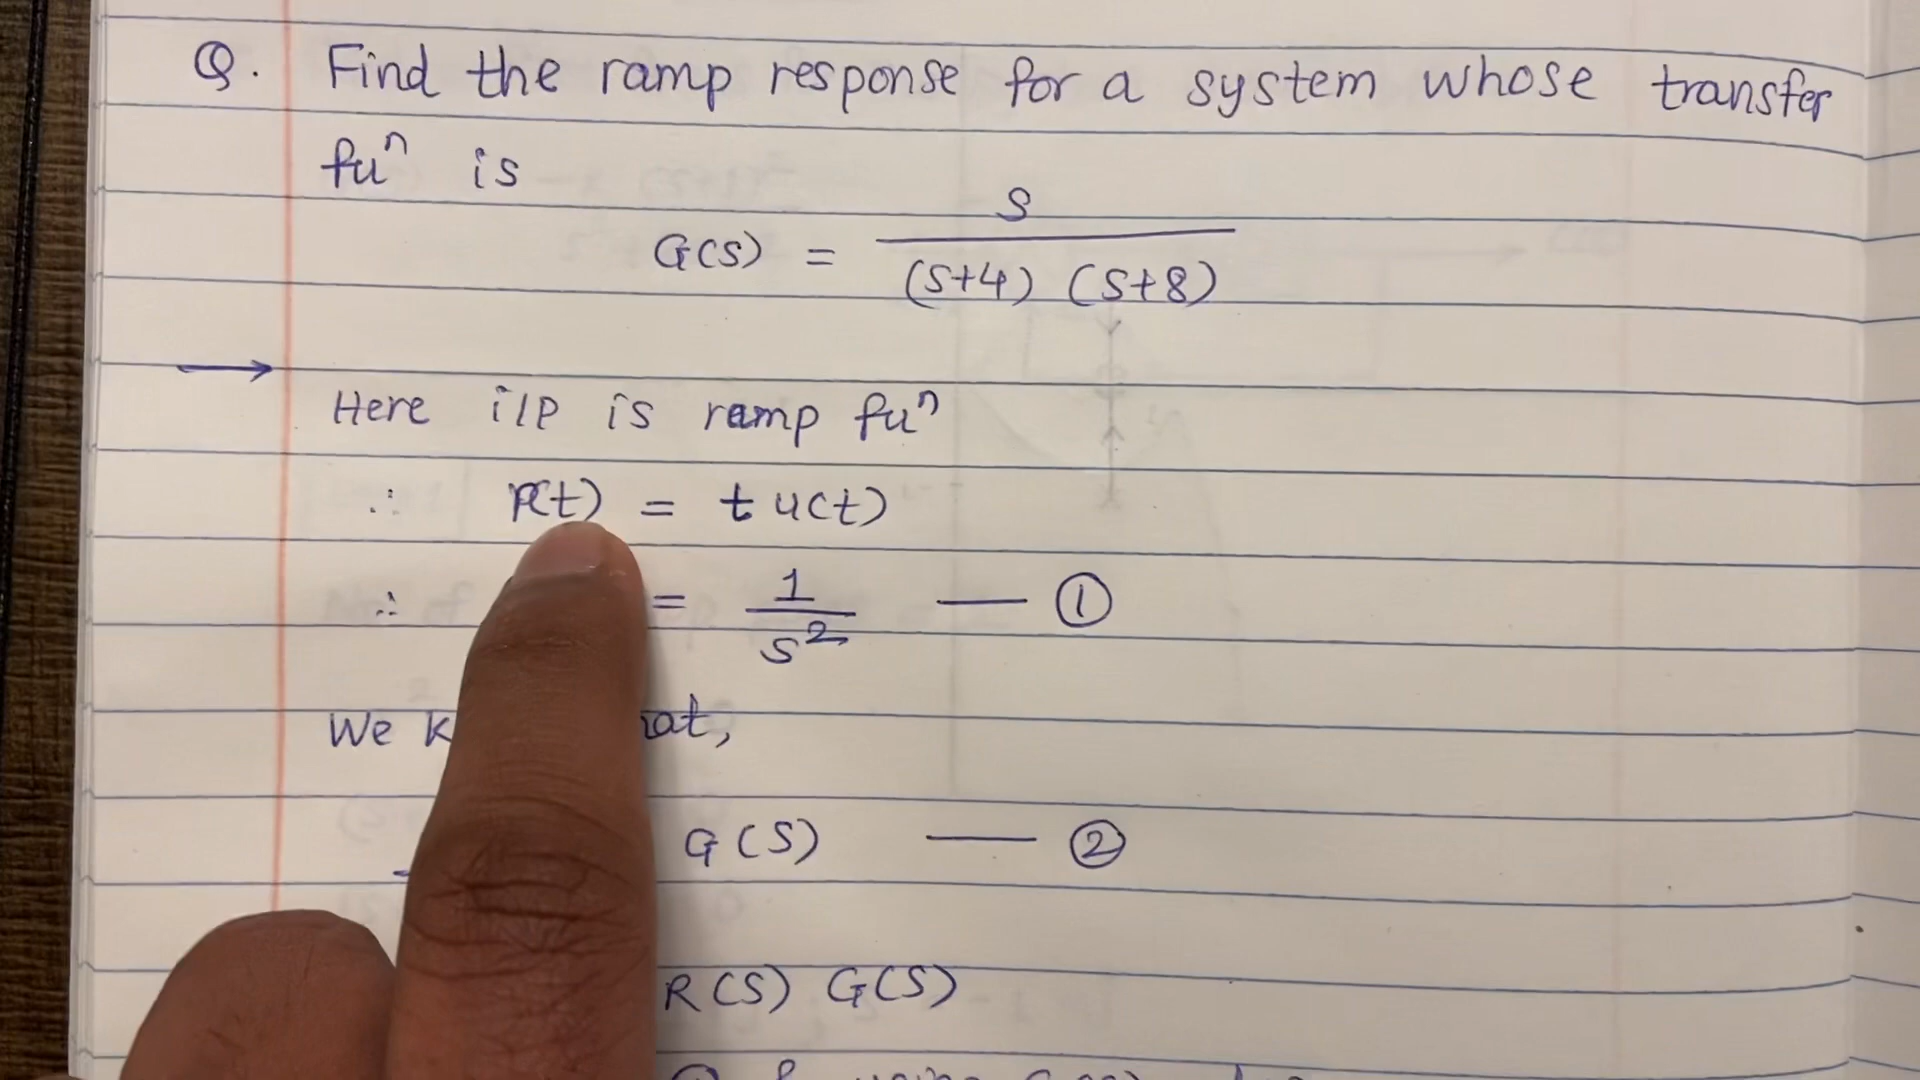 Q. Find the ramp response for a system whose transfer
fuⁿ is
G(s) = s / (s+4) (s+8)
→
Here i/p is ramp fuⁿ
∴ r(t) = t u(t)
∴ = 1 / s² — ①
We
G(S) — ②
R(S) G(S)